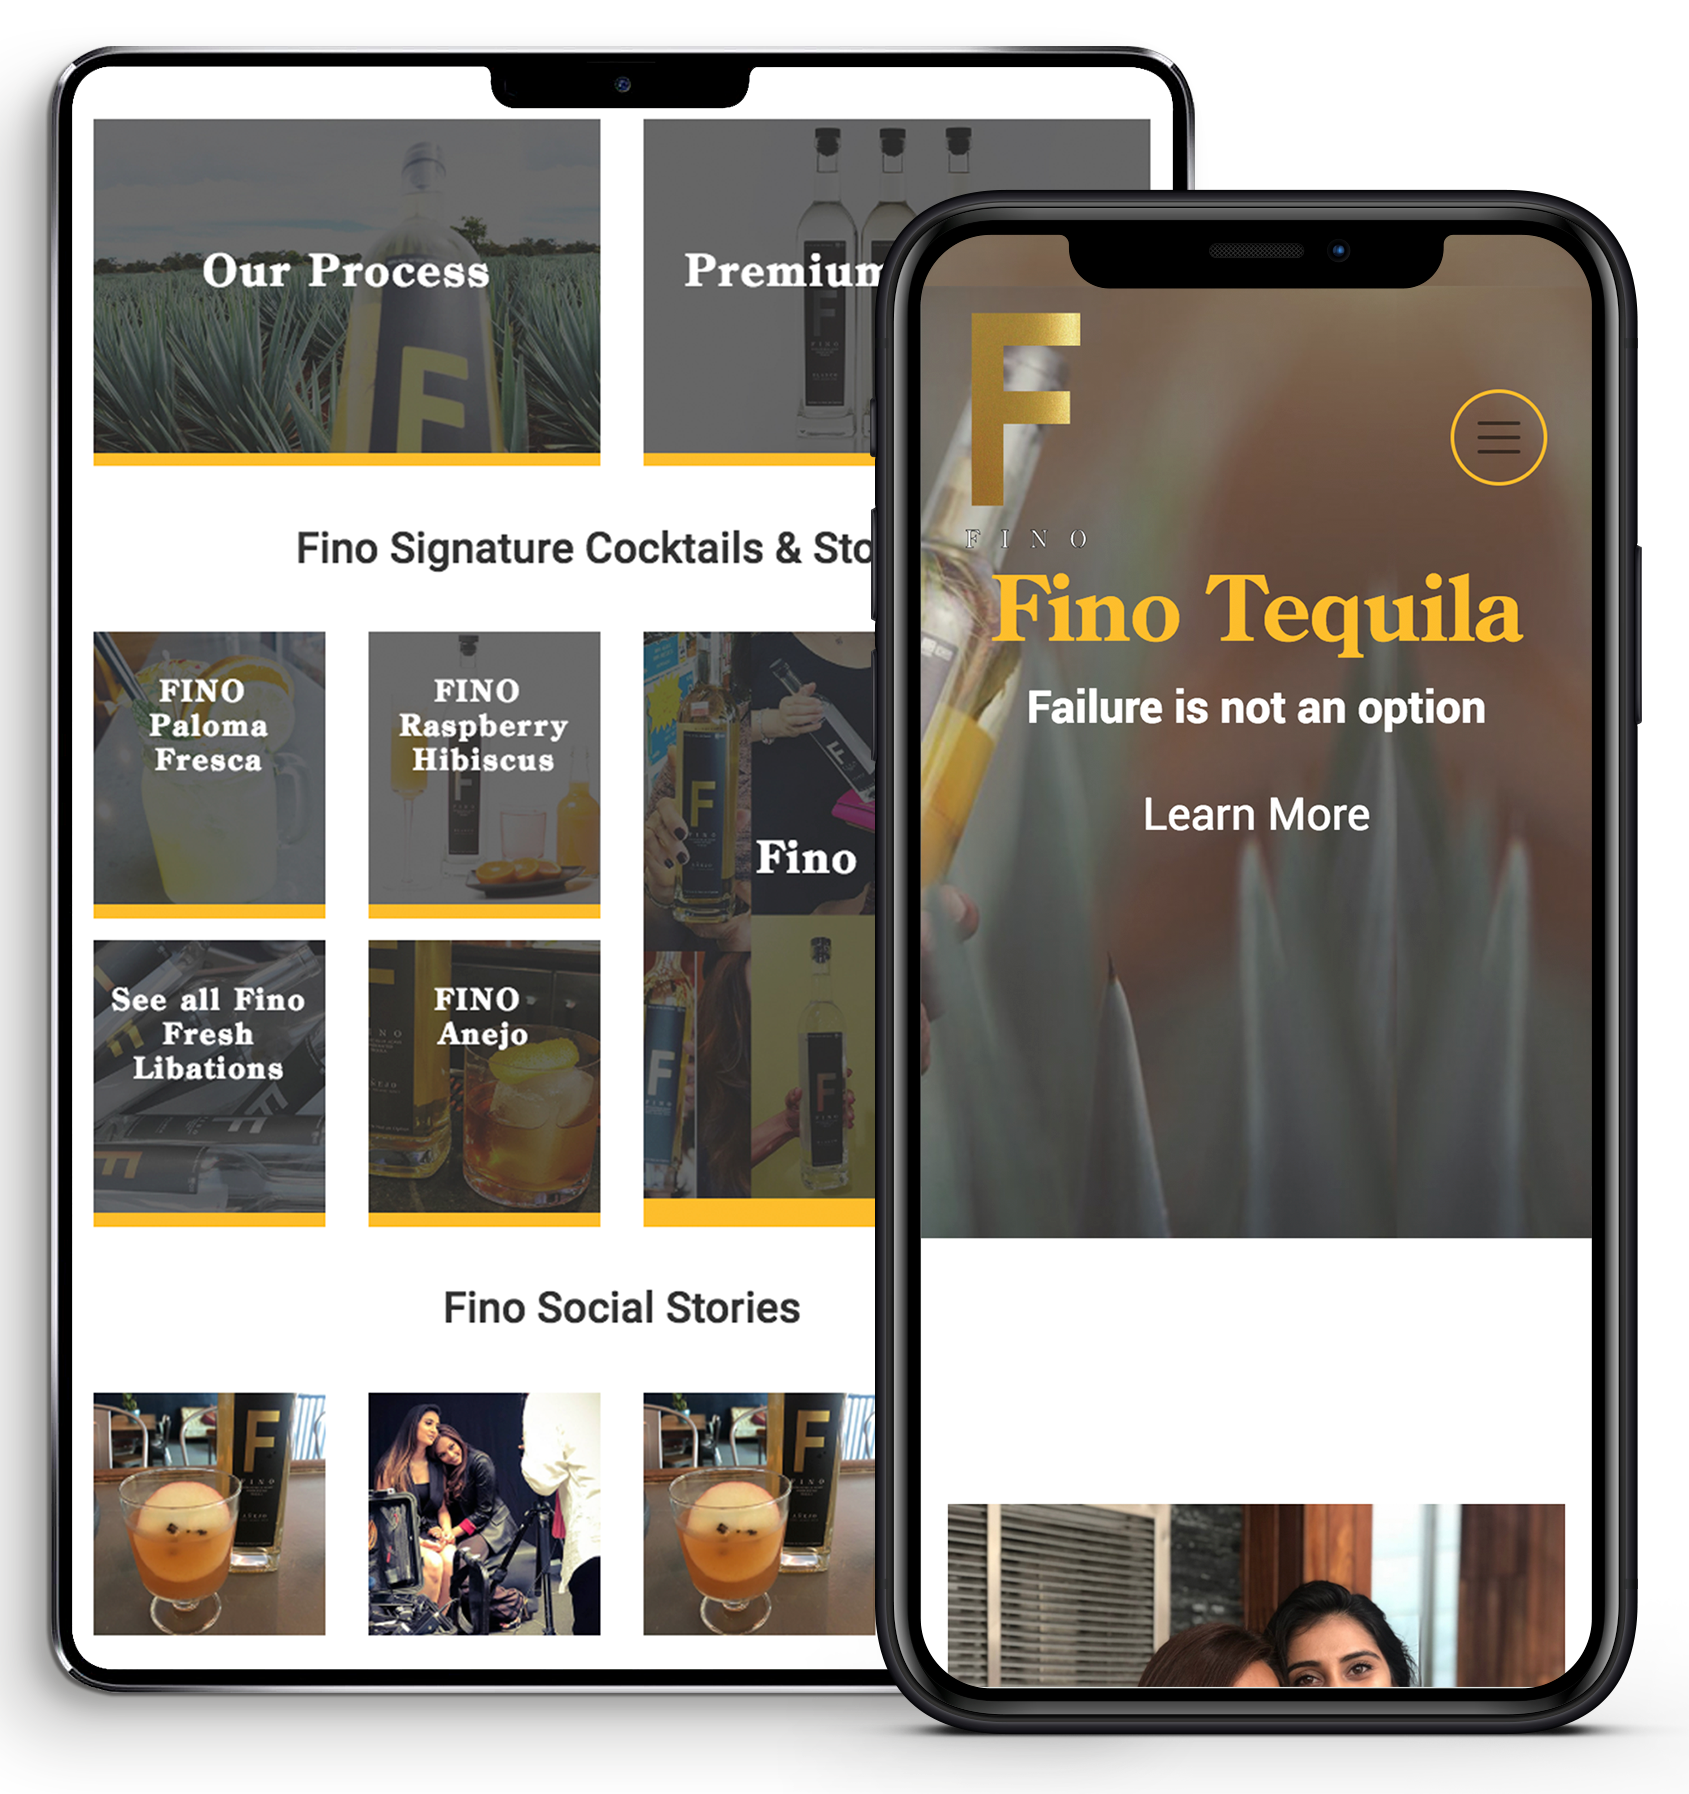 Our Process
Premium
Fino Signature Cocktails & Sto
FINO
Paloma
Fresca
FINO
Raspberry
Hibiscus
Fino
See all Fino
Fresh
Libations
FINO
Anejo
Fino Social Stories
F
FINO
Fino Tequila
Failure is not an option
Learn More